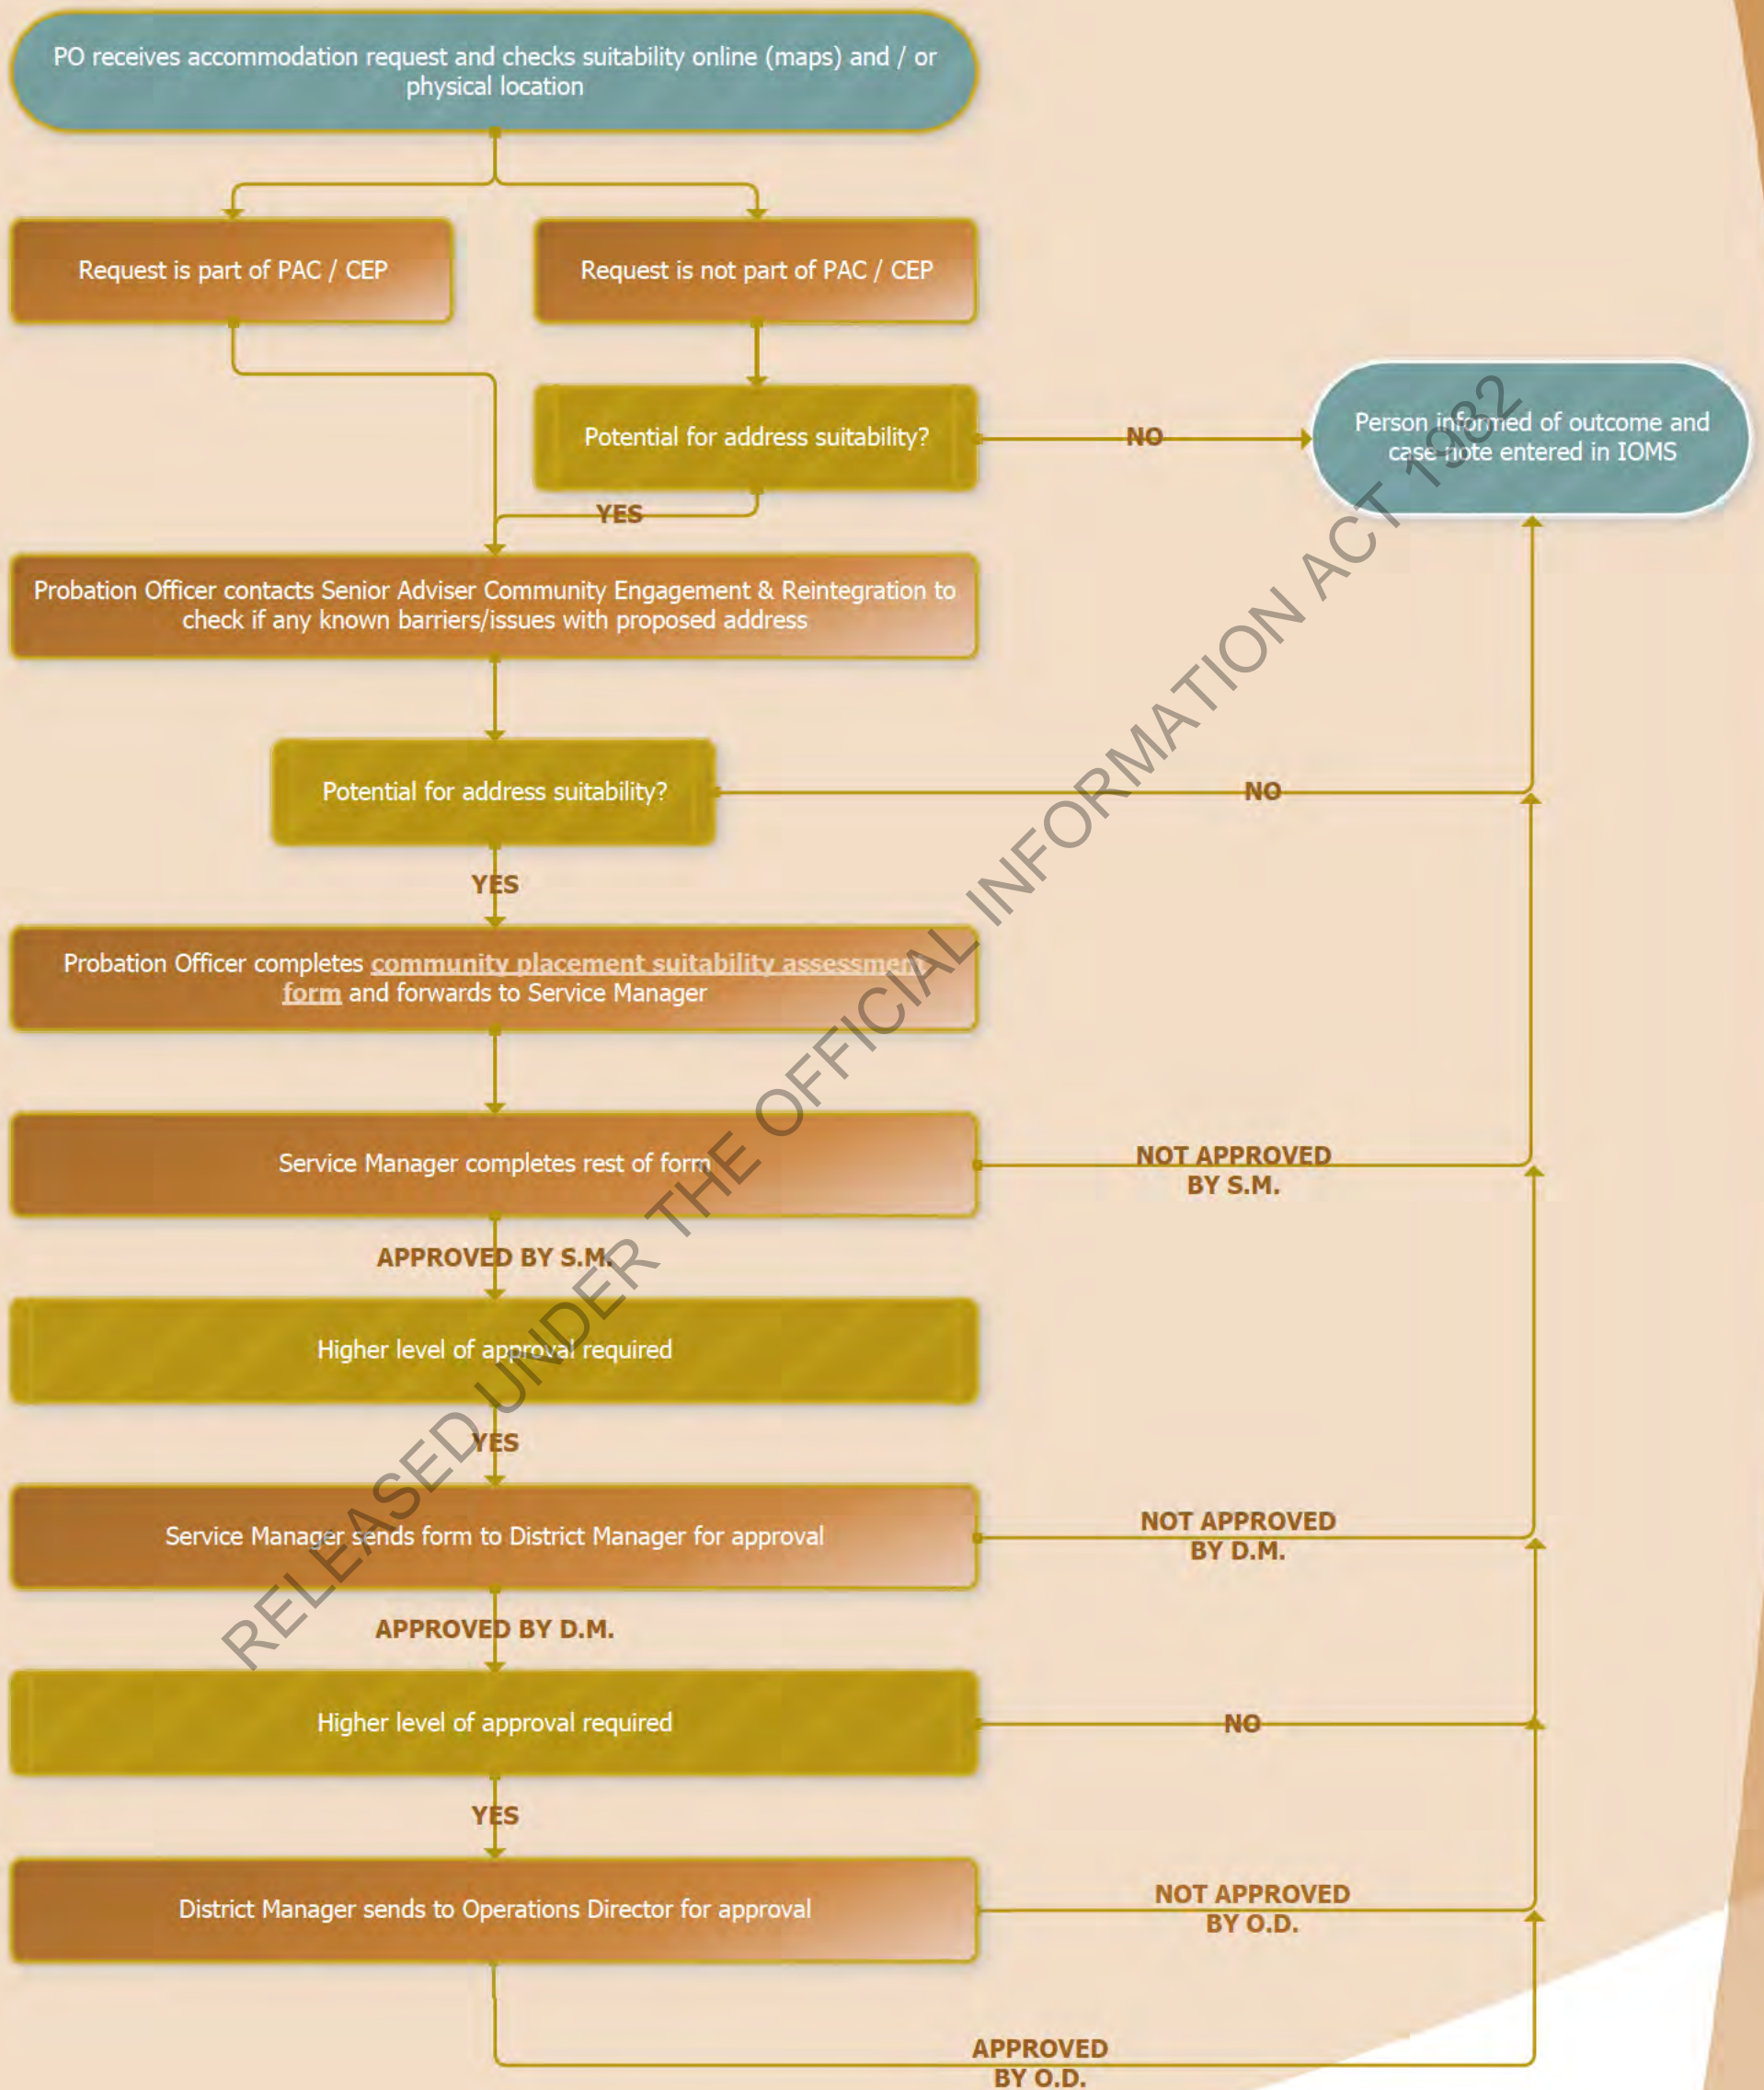 PO receives accommodation request and checks suitability online (maps) and / or
physical location
Request is part of PAC / CEP
Request is not part of PAC / CEP
Potential for address suitability?
NO
Person informed of outcome and
case note entered in IOMS
YES
Probation Officer contacts Senior Adviser Community Engagement & Reintegration to
check if any known barriers/issues with proposed address
Potential for address suitability?
NO
YES
Probation Officer completes community placement suitability assessment
form and forwards to Service Manager
Service Manager completes rest of form
NOT APPROVED
BY S.M.
APPROVED BY S.M.
Higher level of approval required
YES
Service Manager sends form to District Manager for approval
NOT APPROVED
BY D.M.
APPROVED BY D.M.
Higher level of approval required
NO
YES
District Manager sends to Operations Director for approval
NOT APPROVED
BY O.D.
APPROVED
BY O.D.
RELEASED UNDER THE OFFICIAL INFORMATION ACT 1982